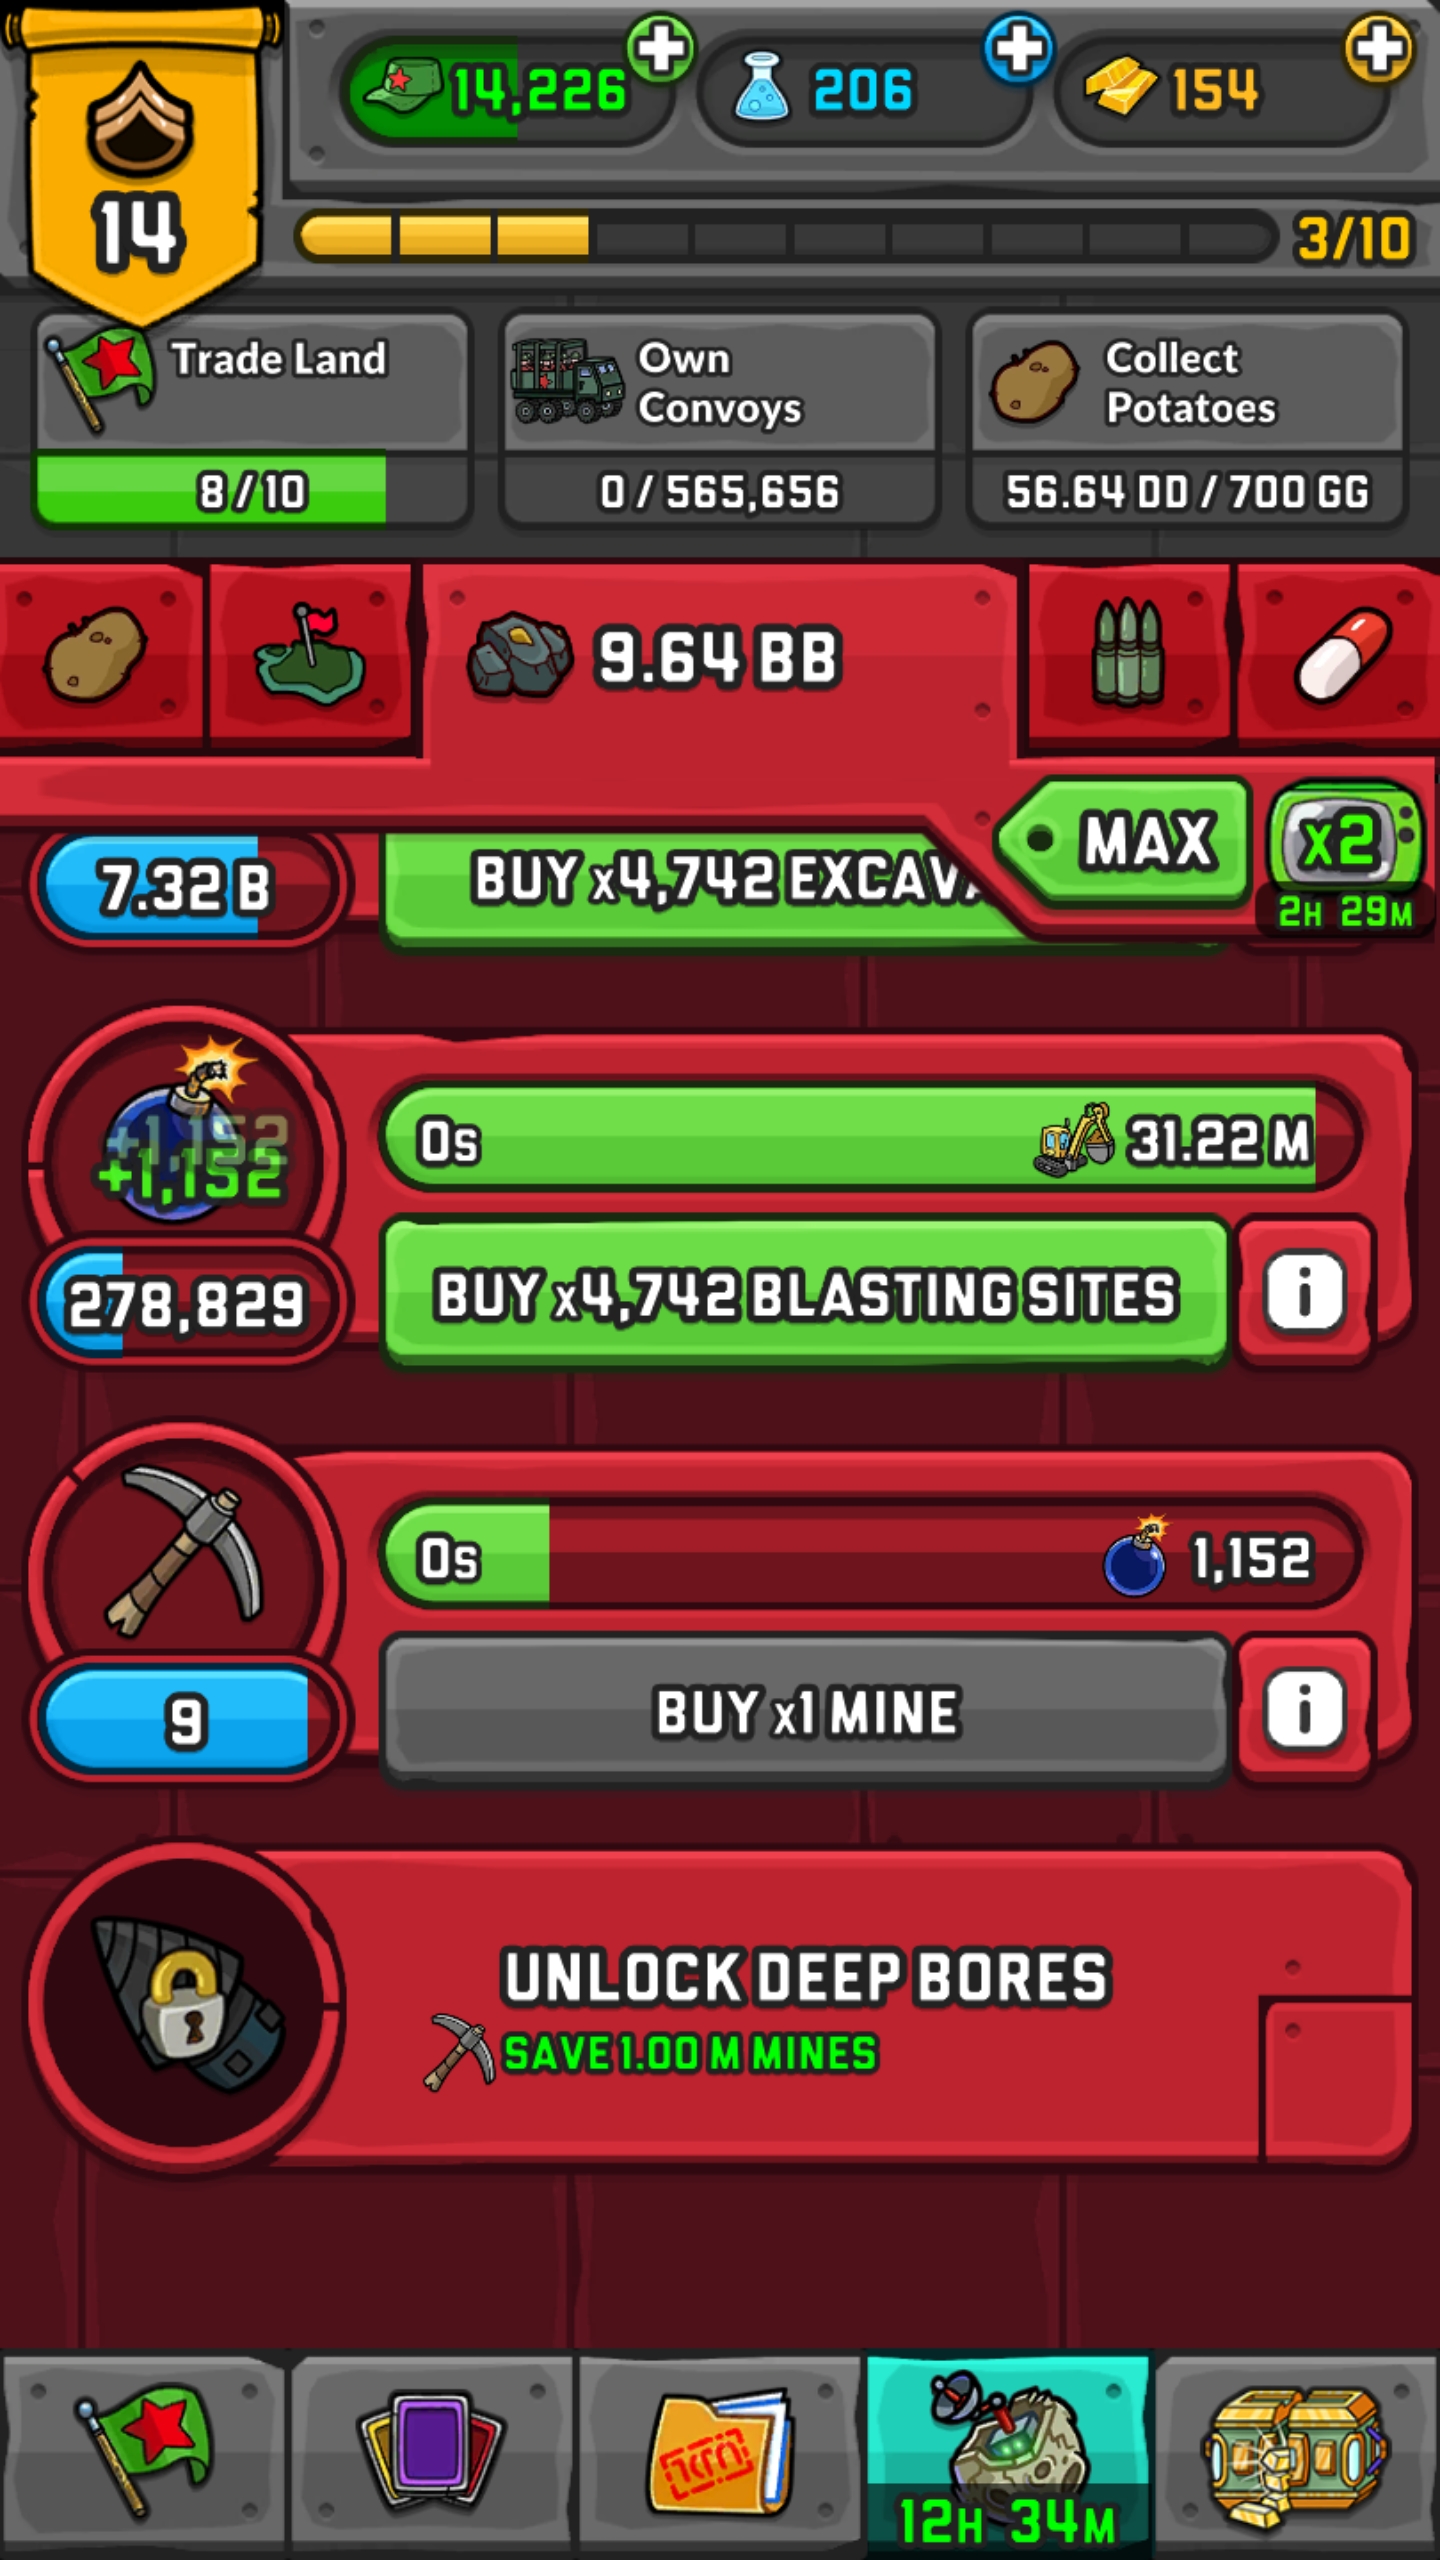 14,226
206
154
14
3/10
Trade Land
8/10
Own
Convoys
0/565,656
Collect
Potatoes
56.64 DD/700 GG
9.64 BB
MAX
x2
2H 29M
7.32 B
BUY x4,742
+1,152
+1,152
0s
31.22 M
278,829
BUY x4,742 BLASTING SITES
i
0s
1,152
9
BUY x1 MINE
i
UNLOCK DEEP BORES
SAVE 1.00 M MINES
12H 34M